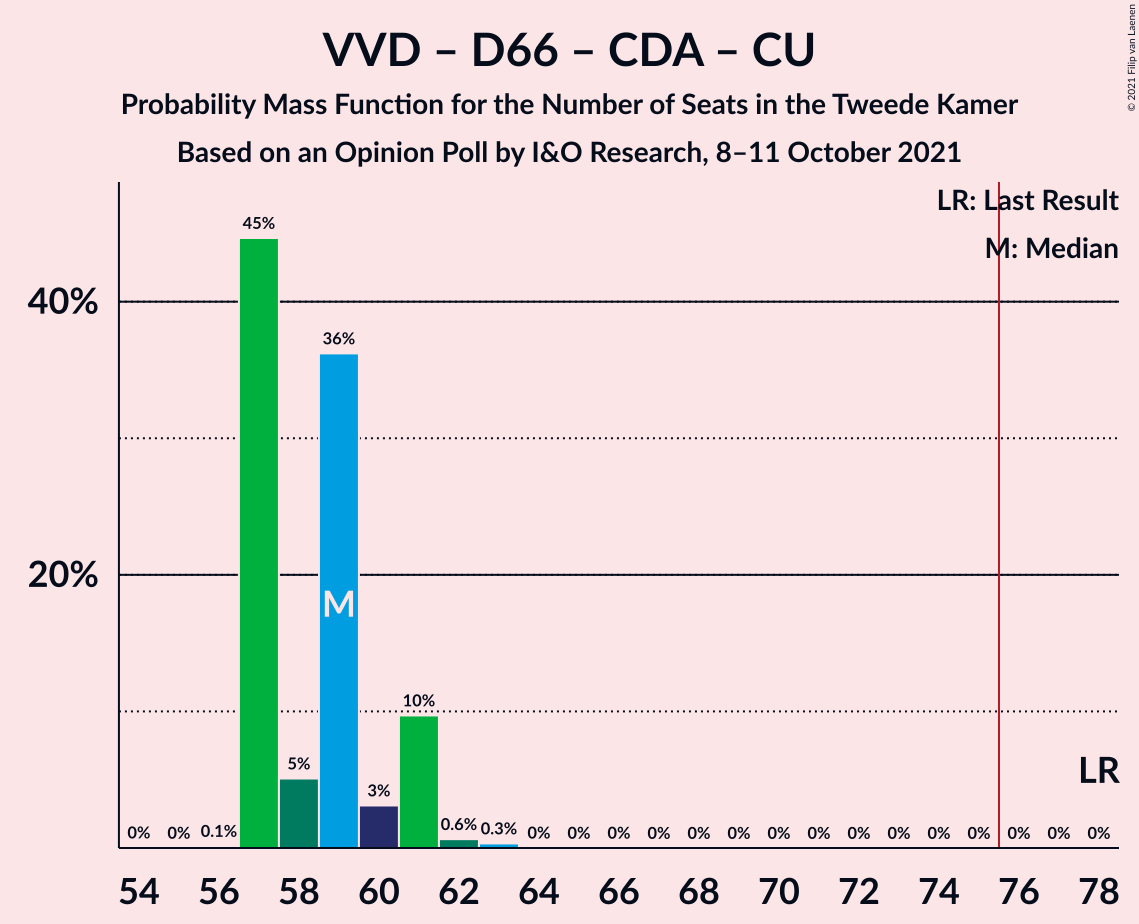 VVD – D66 – CDA – CU
Probability Mass Function for the Number of Seats in the Tweede Kamer
Based on an Opinion Poll by I&O Research, 8–11 October 2021
© 2021 Filip van Laenen
LR: Last Result
M: Median
40%
20%
0% 0% 0.1% 45% 5% 36% 3% 10% 0.6% 0.3% 0% 0% 0% 0% 0% 0% 0% 0% 0% 0% 0% 0% 0% 0% 0%
M
LR
54 56 58 60 62 64 66 68 70 72 74 76 78